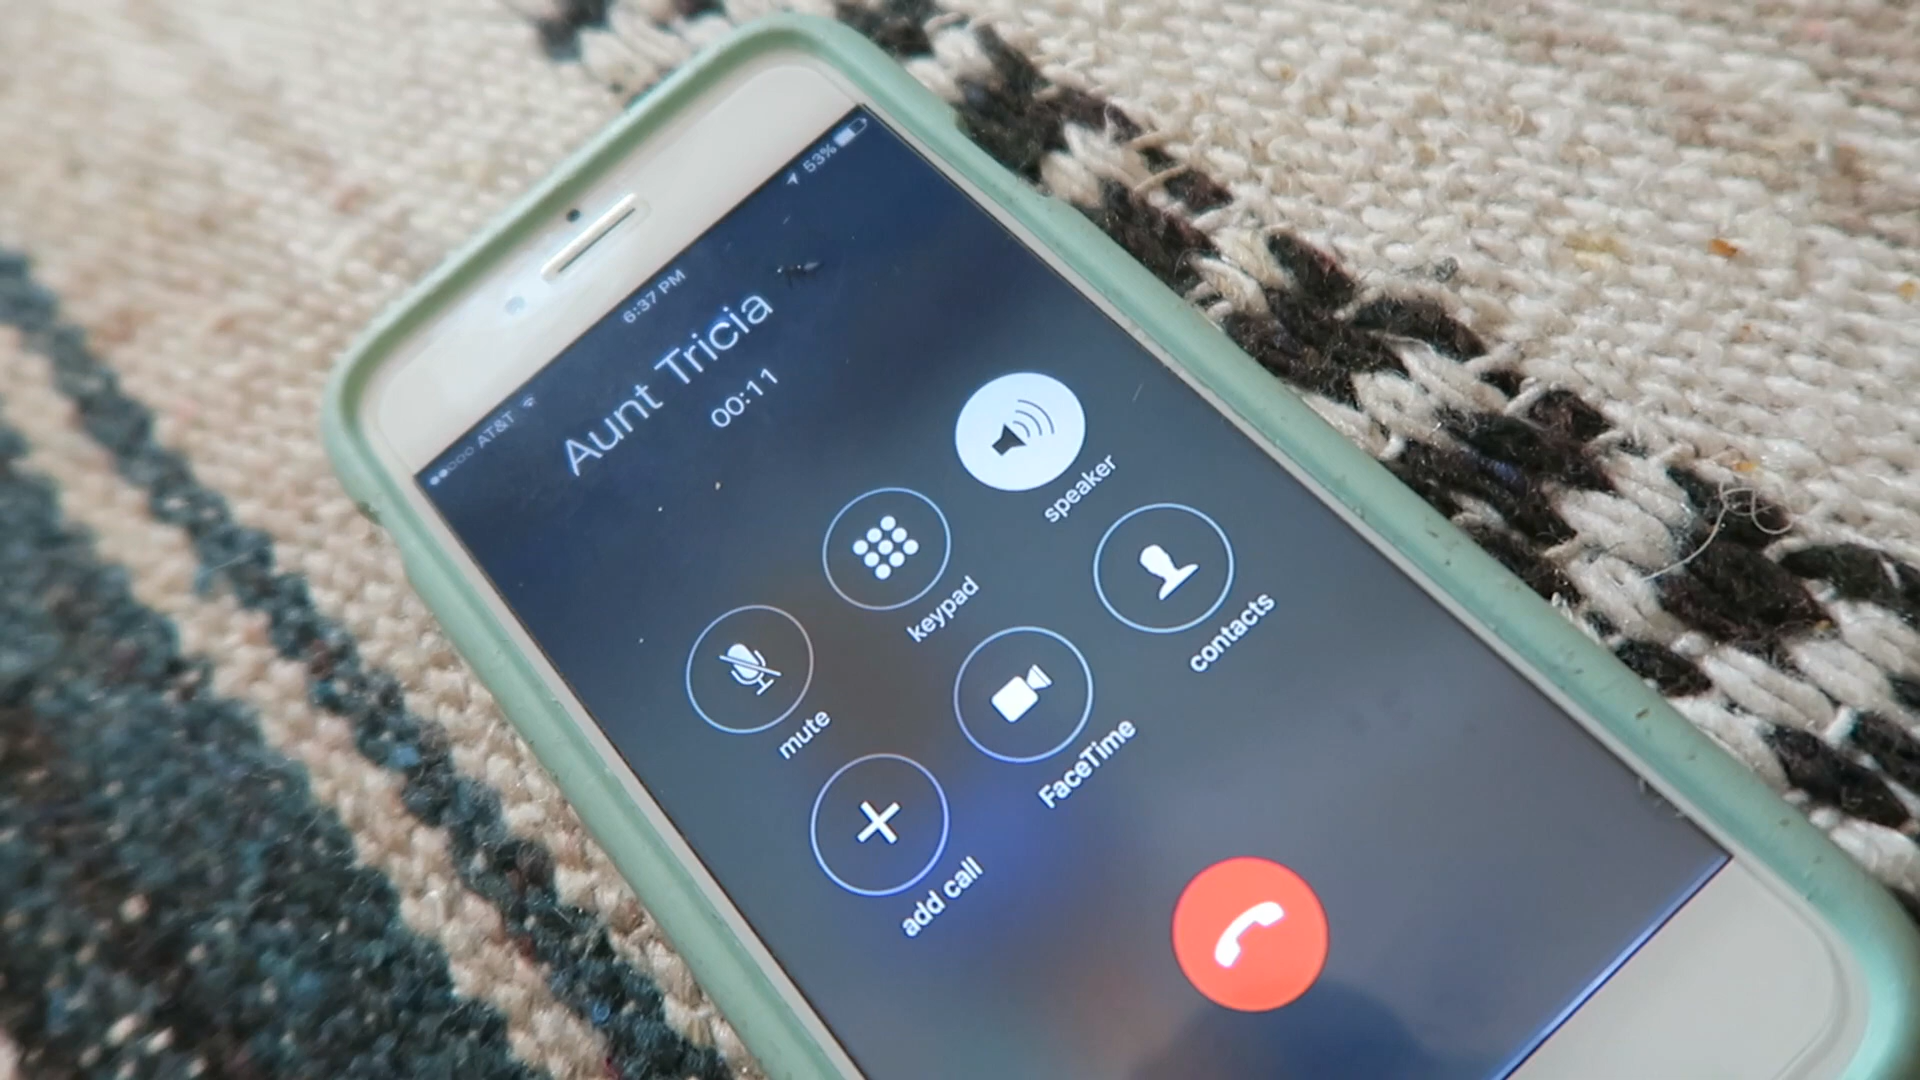 AT&T 6:37 PM 53%
Aunt Tricia
00:11
mute keypad speaker
add call FaceTime contacts